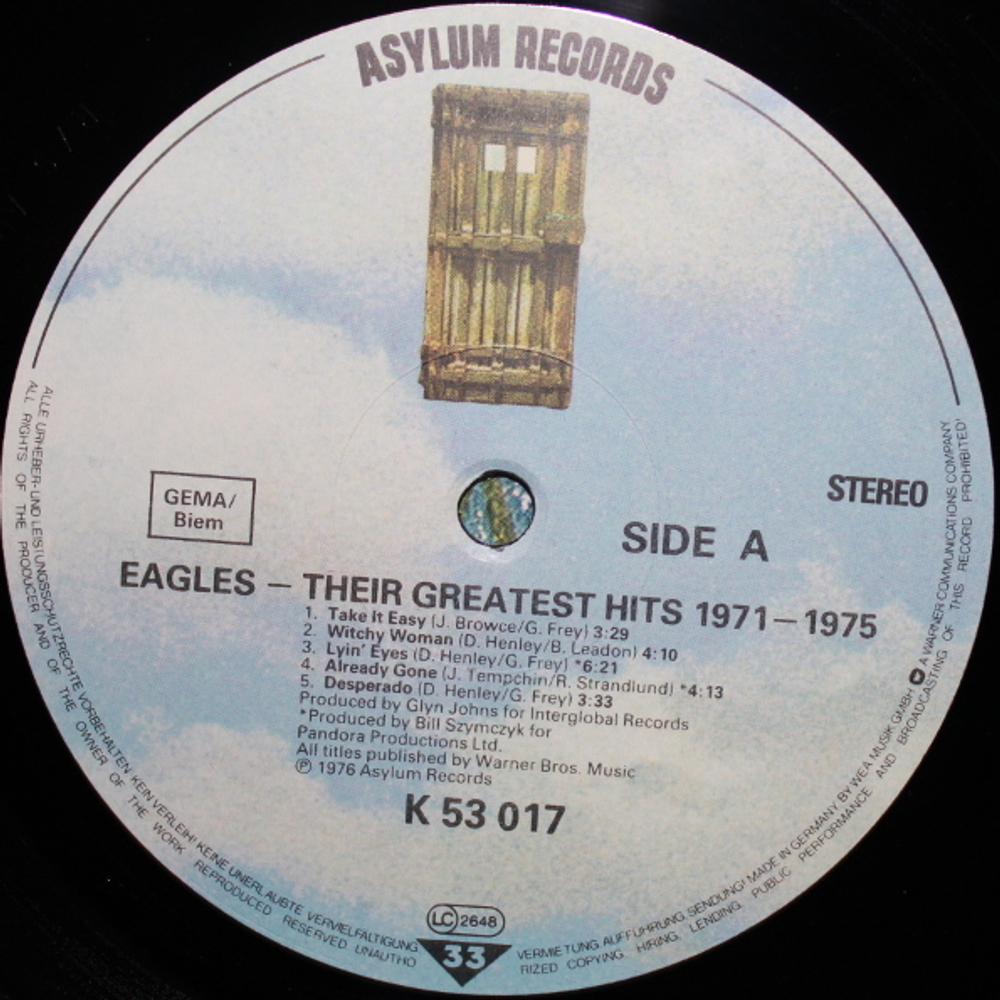 ASYLUM RECORDS
GEMA/
Biem
STEREO
SIDE A
EAGLES – THEIR GREATEST HITS 1971–1975
1. Take It Easy (J. Browce/G. Frey) 3:29
2. Witchy Woman (D. Henley/B. Leadon) 4:10
3. Lyin' Eyes (D. Henley/G. Frey) *6:21
4. Already Gone (J. Tempchin/R. Strandlund) *4:13
5. Desperado (D. Henley/G. Frey) 3:33
Produced by Glyn Johns for Interglobal Records
*Produced by Bill Szymczyk for
Pandora Productions Ltd.
All titles published by Warner Bros. Music
℗ 1976 Asylum Records
K 53 017
LC 2648
33
ALLE URHEBER- UND LEISTUNGSSCHUTZRECHTE VORBEHALTEN KEIN VERLEIH! KEINE UNERLAUBTE VERVIELFÄLTIGUNG, VERMIETUNG AUFFÜHRUNG SENDUNG! MADE IN GERMANY BY WEA MUSIK GMBH A WARNER COMMUNICATIONS COMPANY
ALL RIGHTS OF THE PRODUCER AND OF THE OWNER OF THE WORK REPRODUCED RESERVED UNAUTHORIZED COPYING. HIRING. LENDING. PUBLIC PERFORMANCE AND BROADCASTING OF THIS RECORD PROHIBITED!